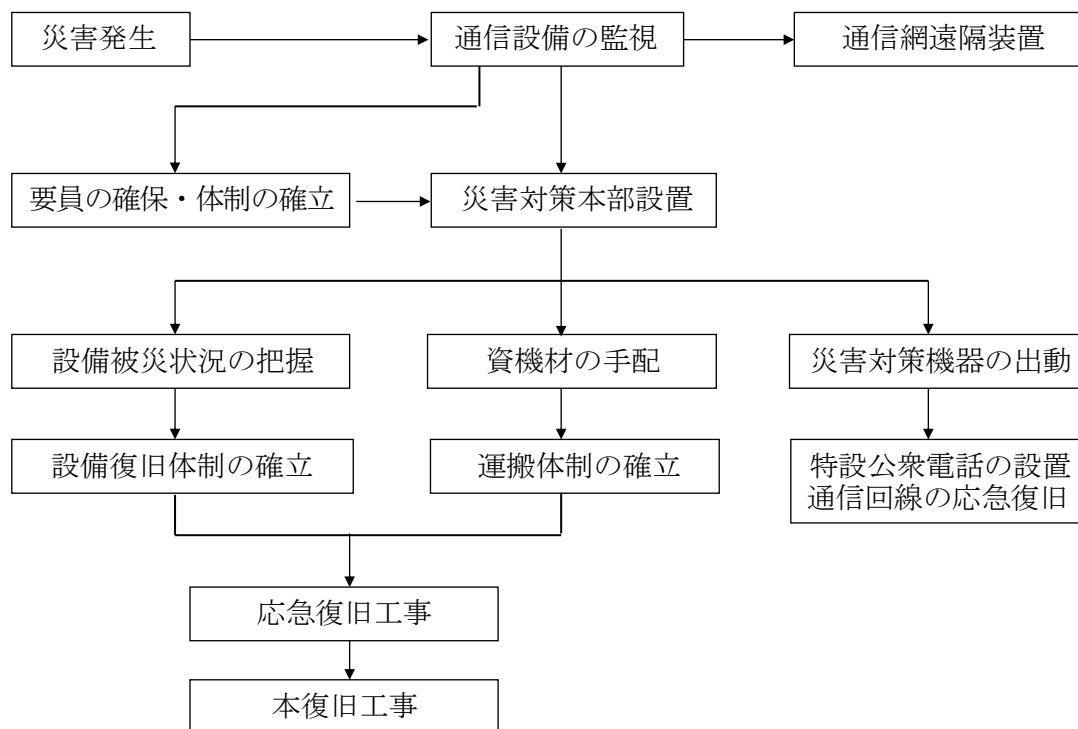 災害発生
通信設備の監視
通信網遠隔装置
要員の確保・体制の確立
災害対策本部設置
設備被災状況の把握
資機材の手配
災害対策機器の出動
設備復旧体制の確立
運搬体制の確立
特設公衆電話の設置
通信回線の応急復旧
応急復旧工事
本復旧工事